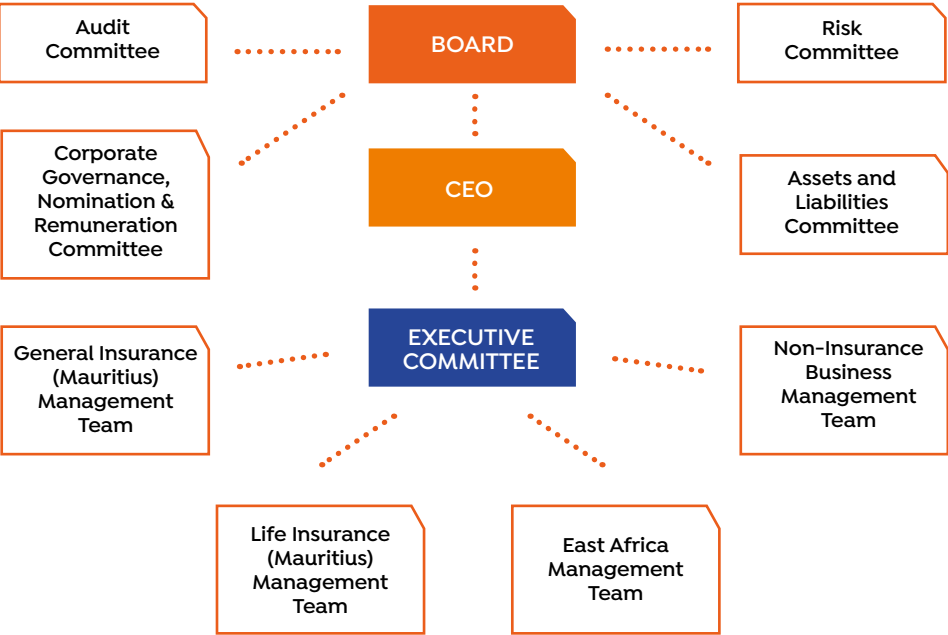 Audit
Committee
BOARD
Risk
Committee
Corporate
Governance,
Nomination &
Remuneration
Committee
CEO
Assets and
Liabilities
Committee
General Insurance
(Mauritius)
Management
Team
EXECUTIVE
COMMITTEE
Non-Insurance
Business
Management
Team
Life Insurance
(Mauritius)
Management
Team
East Africa
Management
Team